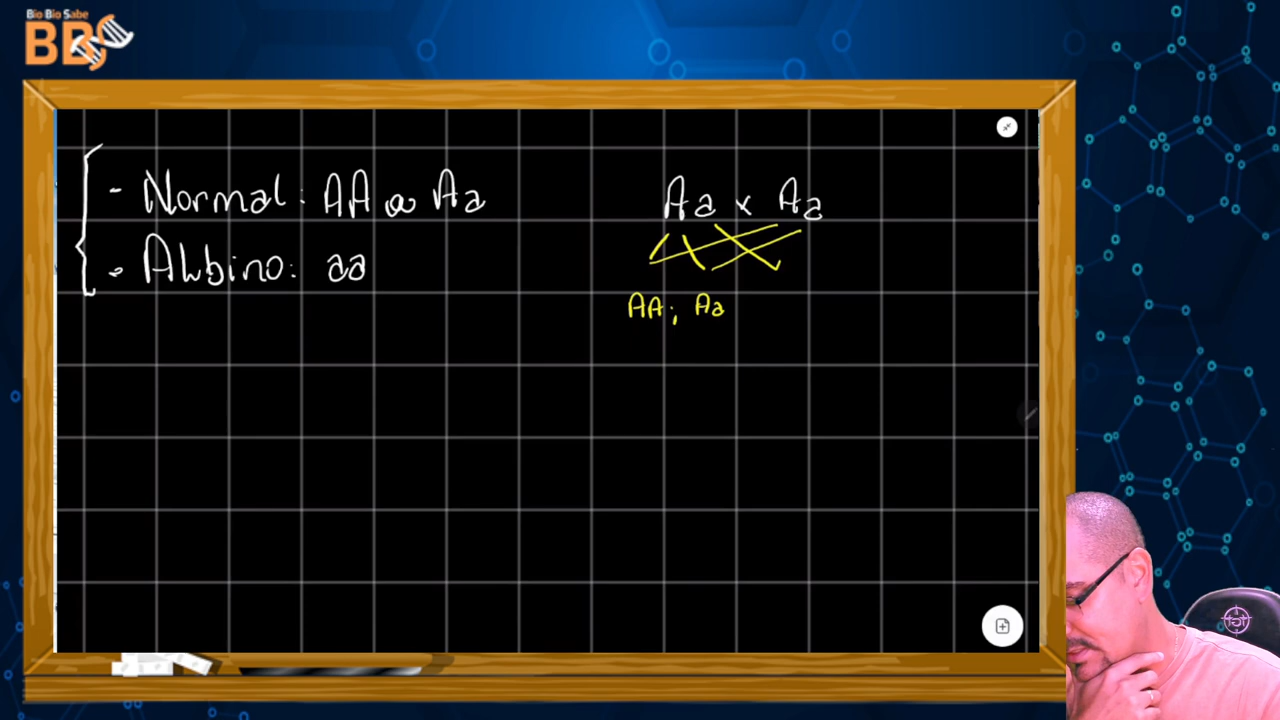 Bio Bio Sabe
BBS
- Normal: AA ou Aa
- Albino: aa
Aa x Aa
AA; Aa